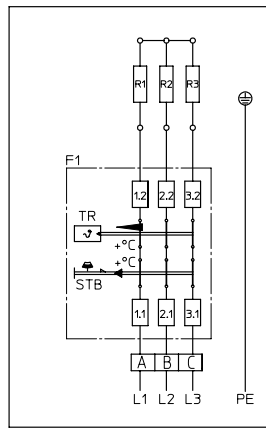 R1 R2 R3
F1
1.2 2.2 3.2
TR
+°C
+°C
STB
1.1 2.1 3.1
A B C
L1 L2 L3 PE